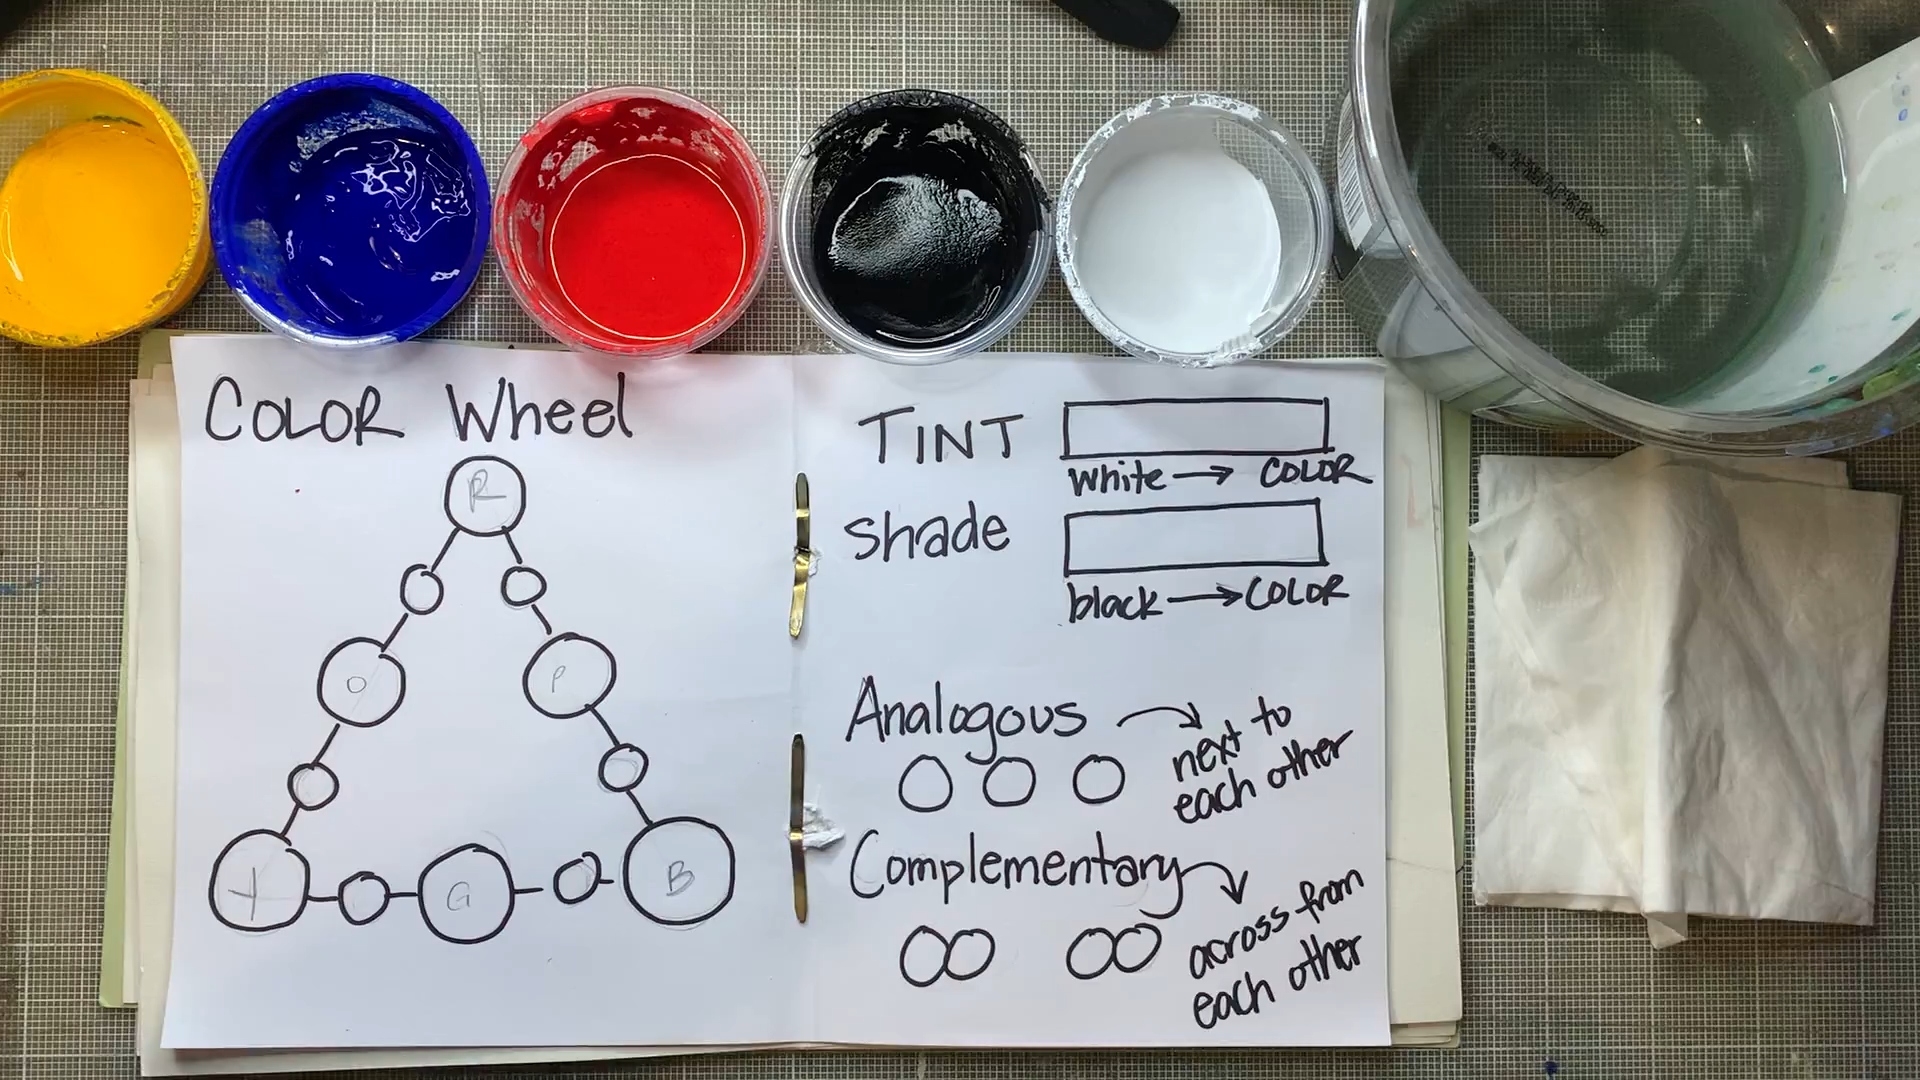 COLOR Wheel
R
O
P
Y
G
B
TINT
white → COLOR
shade
black → COLOR
Analogous
next to
each other
Complementary
across from
each other